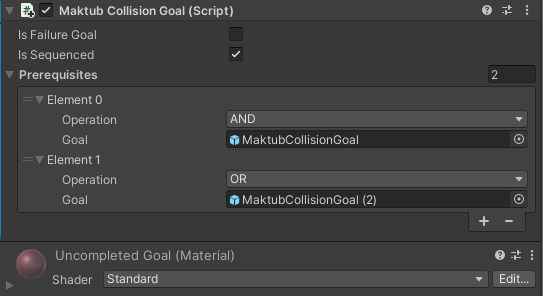 Maktub Collision Goal (Script)
Is Failure Goal
Is Sequenced
Prerequisites 2
Element 0
Operation AND
Goal MaktubCollisionGoal
Element 1
Operation OR
Goal MaktubCollisionGoal (2)
+ −
Uncompleted Goal (Material)
Shader Standard Edit...